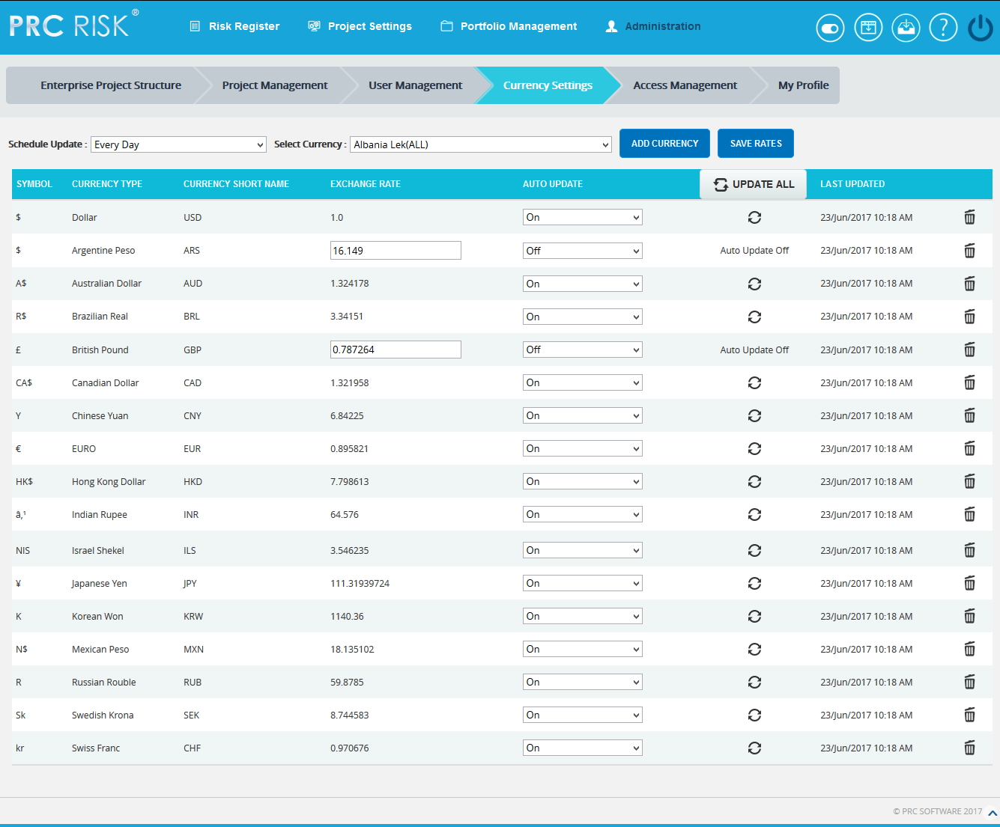 PRC RISK®
Risk Register Project Settings Portfolio Management Administration
Enterprise Project Structure Project Management User Management Currency Settings Access Management My Profile
Schedule Update : Every Day Select Currency : Albania Lek(ALL) ADD CURRENCY SAVE RATES
SYMBOL CURRENCY TYPE CURRENCY SHORT NAME EXCHANGE RATE AUTO UPDATE UPDATE ALL LAST UPDATED
$ Dollar USD 1.0 On 23/Jun/2017 10:18 AM
$ Argentine Peso ARS 16.149 Off Auto Update Off 23/Jun/2017 10:18 AM
A$ Australian Dollar AUD 1.324178 On 23/Jun/2017 10:18 AM
R$ Brazilian Real BRL 3.34151 On 23/Jun/2017 10:18 AM
£ British Pound GBP 0.787264 Off Auto Update Off 23/Jun/2017 10:18 AM
CA$ Canadian Dollar CAD 1.321958 On 23/Jun/2017 10:18 AM
Y Chinese Yuan CNY 6.84225 On 23/Jun/2017 10:18 AM
€ EURO EUR 0.895821 On 23/Jun/2017 10:18 AM
HK$ Hong Kong Dollar HKD 7.798613 On 23/Jun/2017 10:18 AM
â‚¹ Indian Rupee INR 64.576 On 23/Jun/2017 10:18 AM
NIS Israel Shekel ILS 3.546235 On 23/Jun/2017 10:18 AM
¥ Japanese Yen JPY 111.31939724 On 23/Jun/2017 10:18 AM
K Korean Won KRW 1140.36 On 23/Jun/2017 10:18 AM
N$ Mexican Peso MXN 18.135102 On 23/Jun/2017 10:18 AM
R Russian Rouble RUB 59.8785 On 23/Jun/2017 10:18 AM
Sk Swedish Krona SEK 8.744583 On 23/Jun/2017 10:18 AM
kr Swiss Franc CHF 0.970676 On 23/Jun/2017 10:18 AM
© PRC SOFTWARE 2017